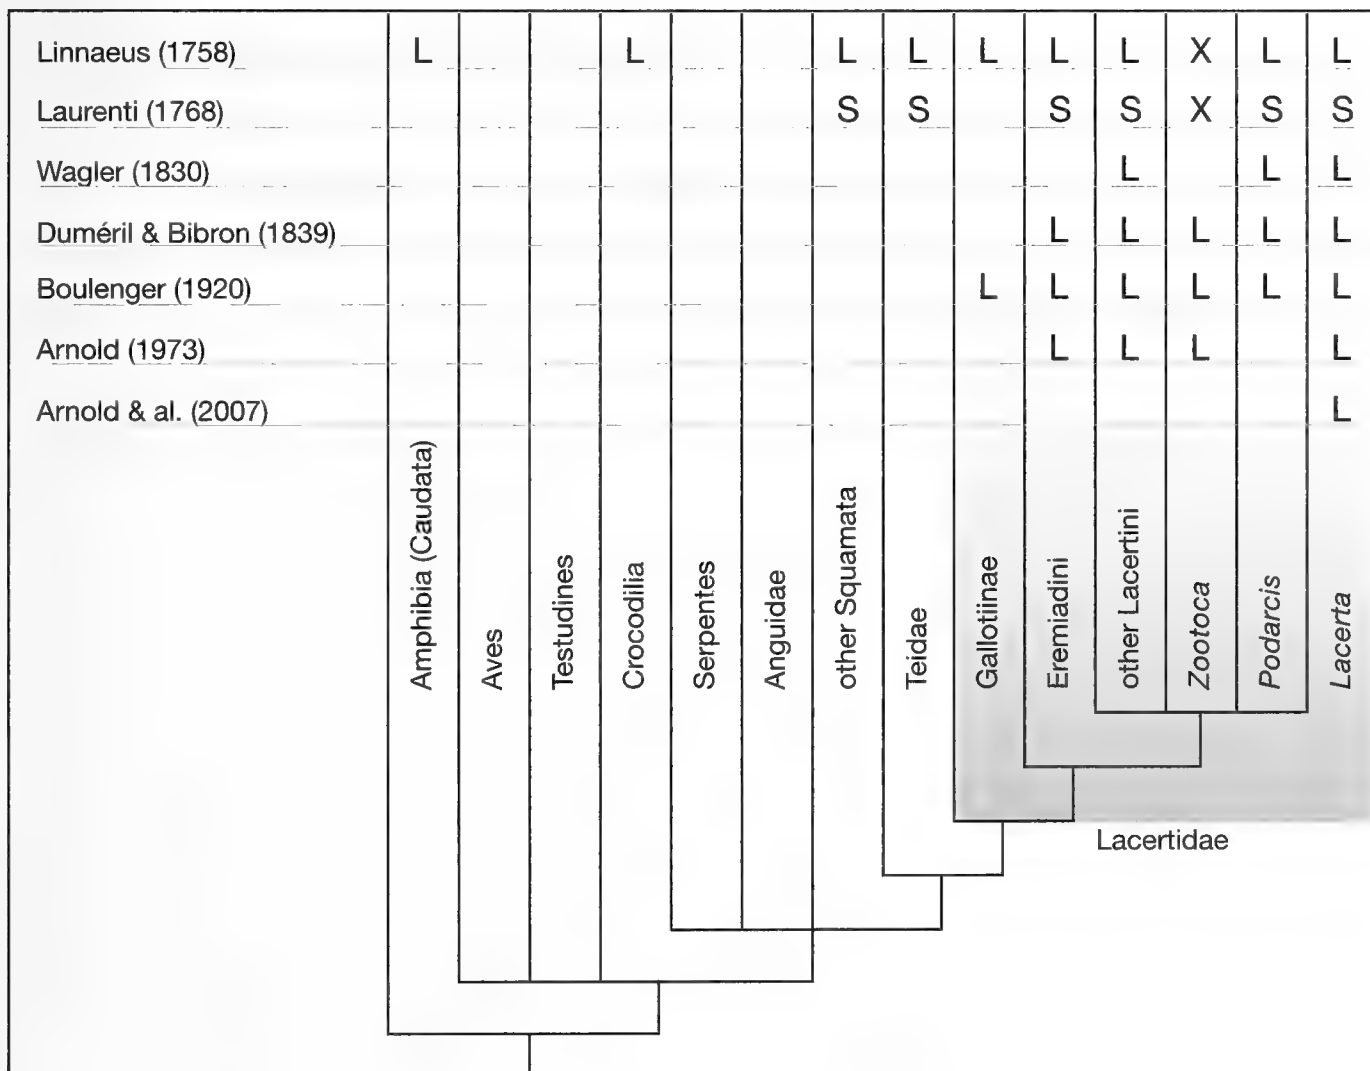 Linnaeus (1758) L L L L L L L X L L
Laurenti (1768) S S S S X S S
Wagler (1830) L L L
Duméril & Bibron (1839) L L L L L
Boulenger (1920) L L L L L L
Arnold (1973) L L L L
Arnold & al. (2007) L
Amphibia (Caudata)
Aves
Testudines
Crocodilia
Serpentes
Anguidae
other Squamata
Teidae
Gallotiinae
Eremiadini
other Lacertini
Zootoca
Podarcis
Lacerta
Lacertidae